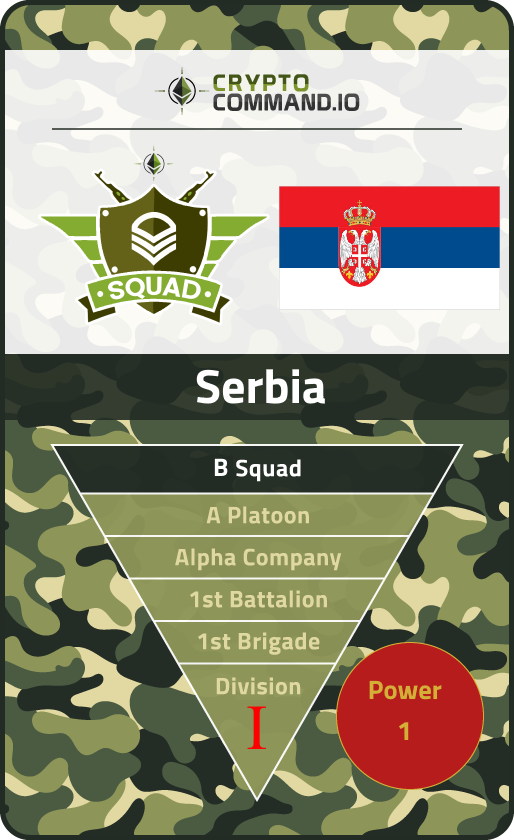 CRYPTO
COMMAND.IO
SQUAD
Serbia
B Squad
A Platoon
Alpha Company
1st Battalion
1st Brigade
Division
I
Power
1